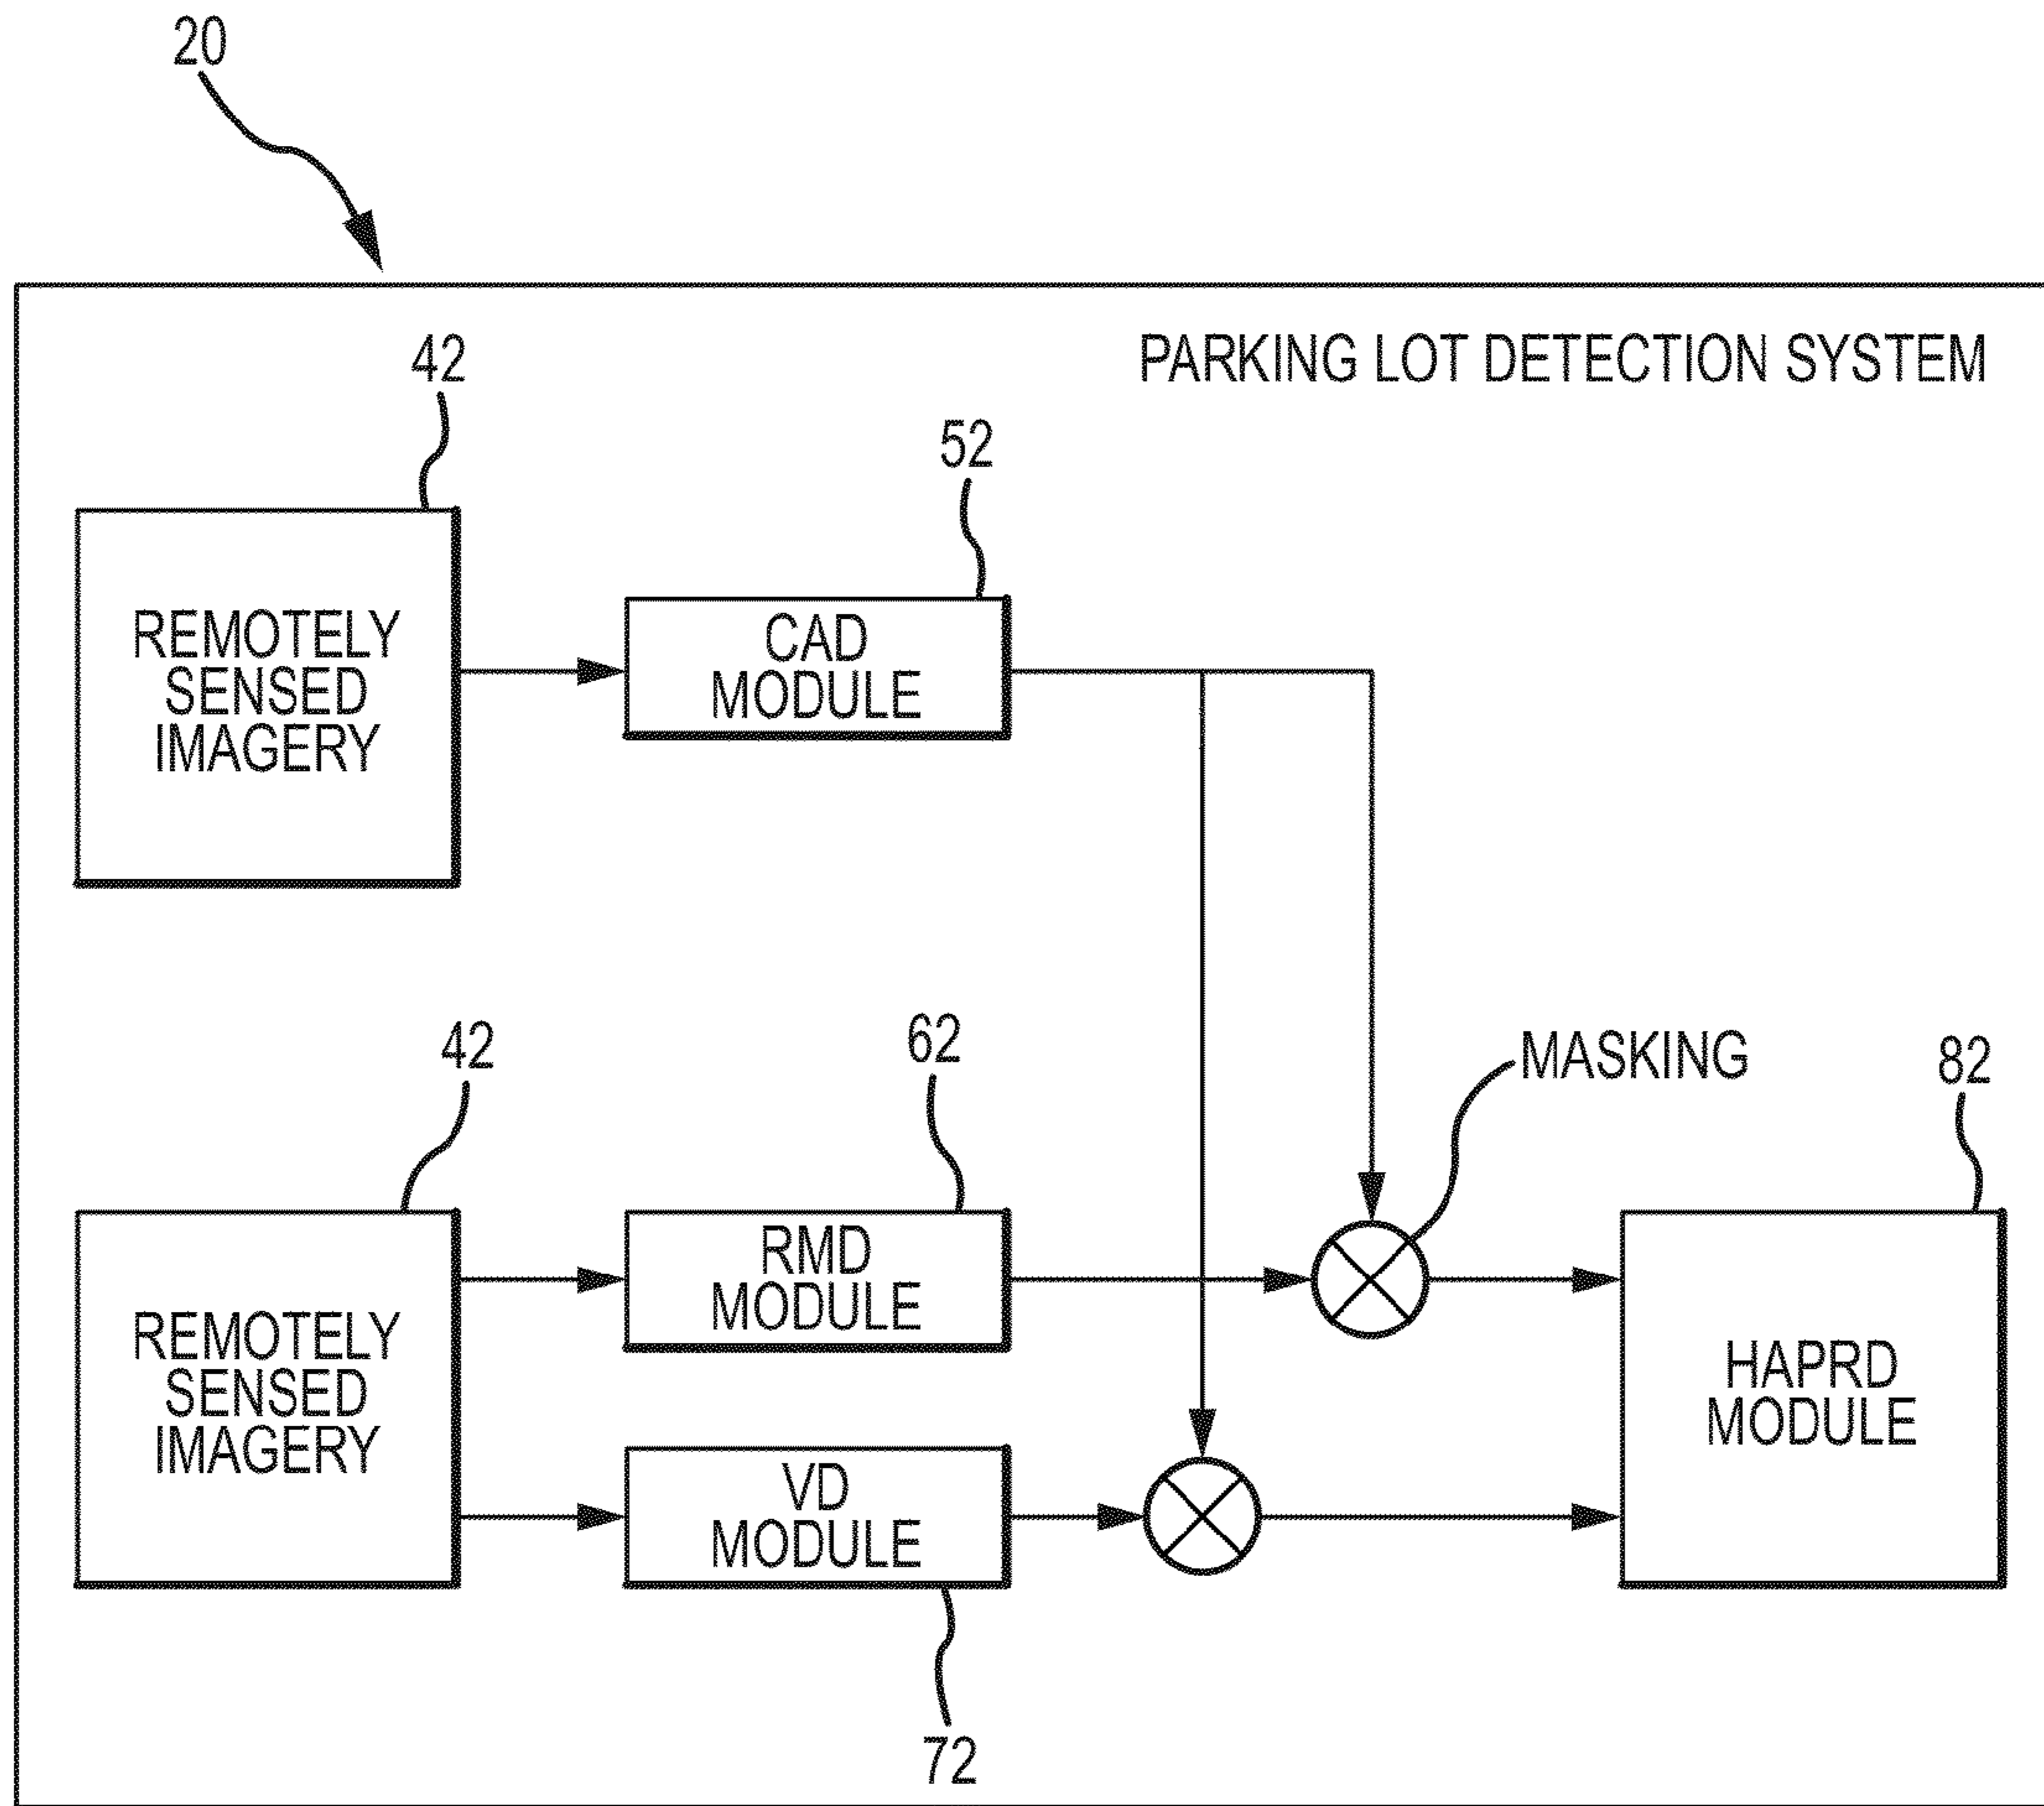 20
PARKING LOT DETECTION SYSTEM
42
52
REMOTELY
SENSED
IMAGERY
CAD
MODULE
42
62
MASKING
82
REMOTELY
SENSED
IMAGERY
RMD
MODULE
VD
MODULE
HAPRD
MODULE
72